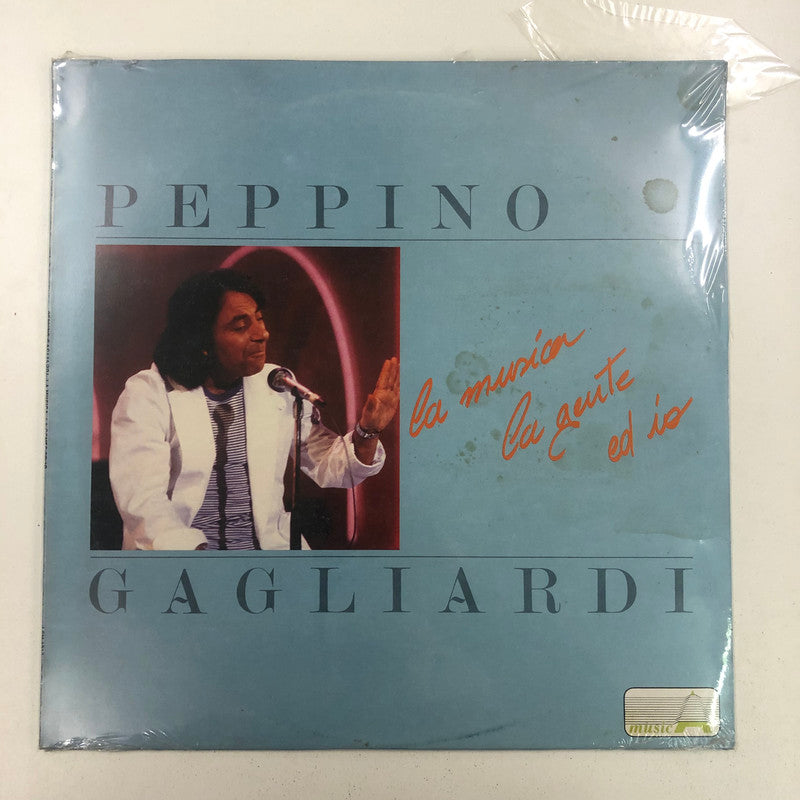 PEPPINO
la musica
la gente
ed io
GAGLIARDI
music